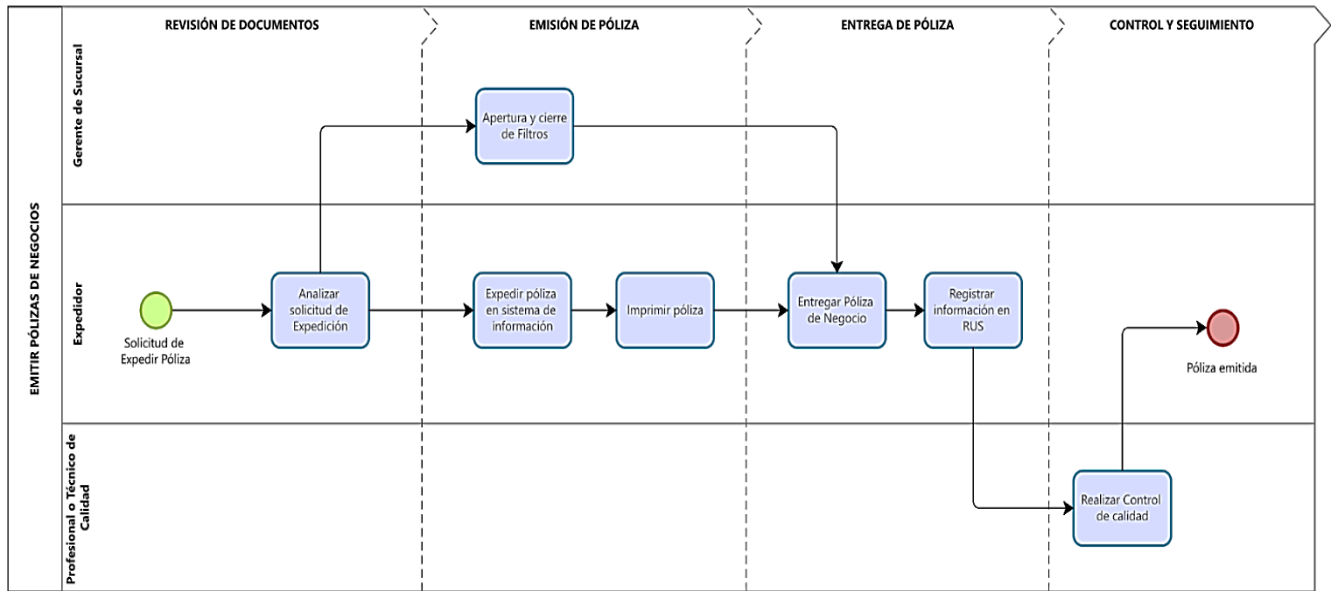 REVISIÓN DE DOCUMENTOS
EMISIÓN DE PÓLIZA
ENTREGA DE PÓLIZA
CONTROL Y SEGUIMIENTO
EMITIR PÓLIZAS DE NEGOCIOS
Gerente de Sucursal
Apertura y cierre
de Filtros
Expedidor
Solicitud de
Expedir Póliza
Analizar
solicitud de
Expedición
Expedir póliza
en sistema de
información
Imprimir póliza
Entregar Póliza
de Negocio
Registrar
información en
RUS
Póliza emitida
Profesional o Técnico de
Calidad
Realizar Control
de calidad